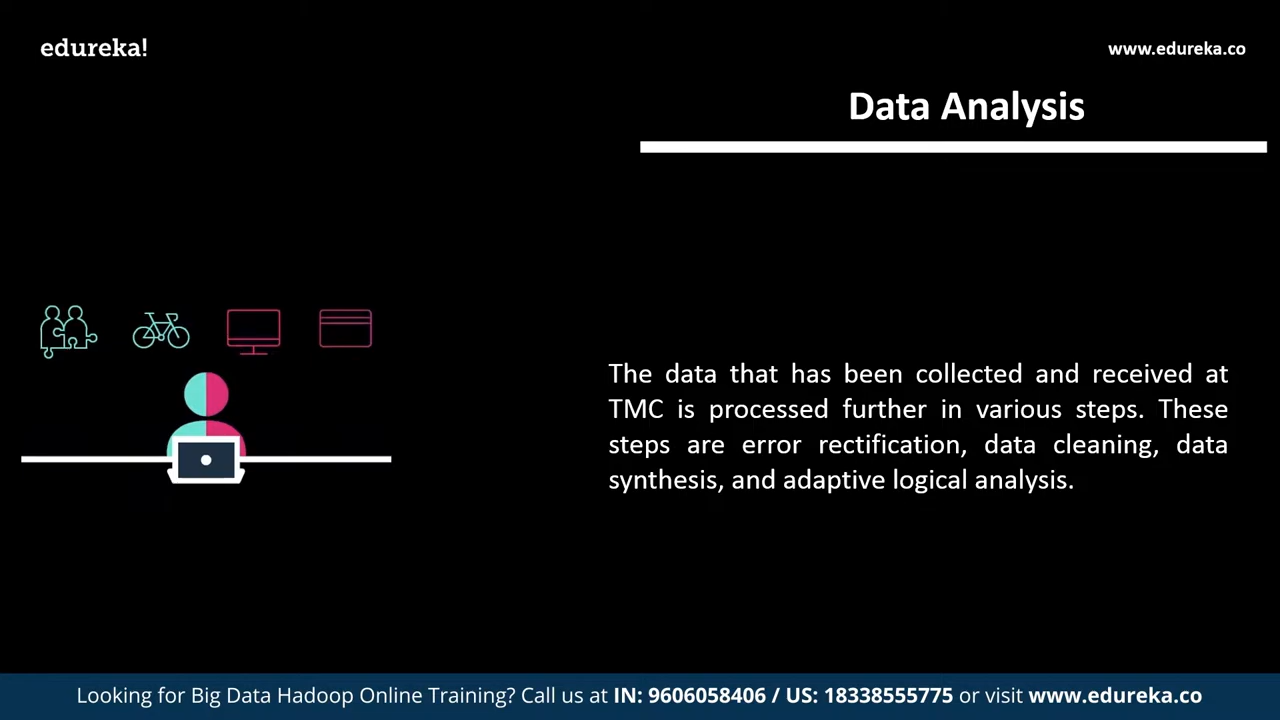 edureka!
www.edureka.co
Data Analysis
The data that has been collected and received at
TMC is processed further in various steps. These
steps are error rectification, data cleaning, data
synthesis, and adaptive logical analysis.
Looking for Big Data Hadoop Online Training? Call us at IN: 9606058406 / US: 18338555775 or visit www.edureka.co